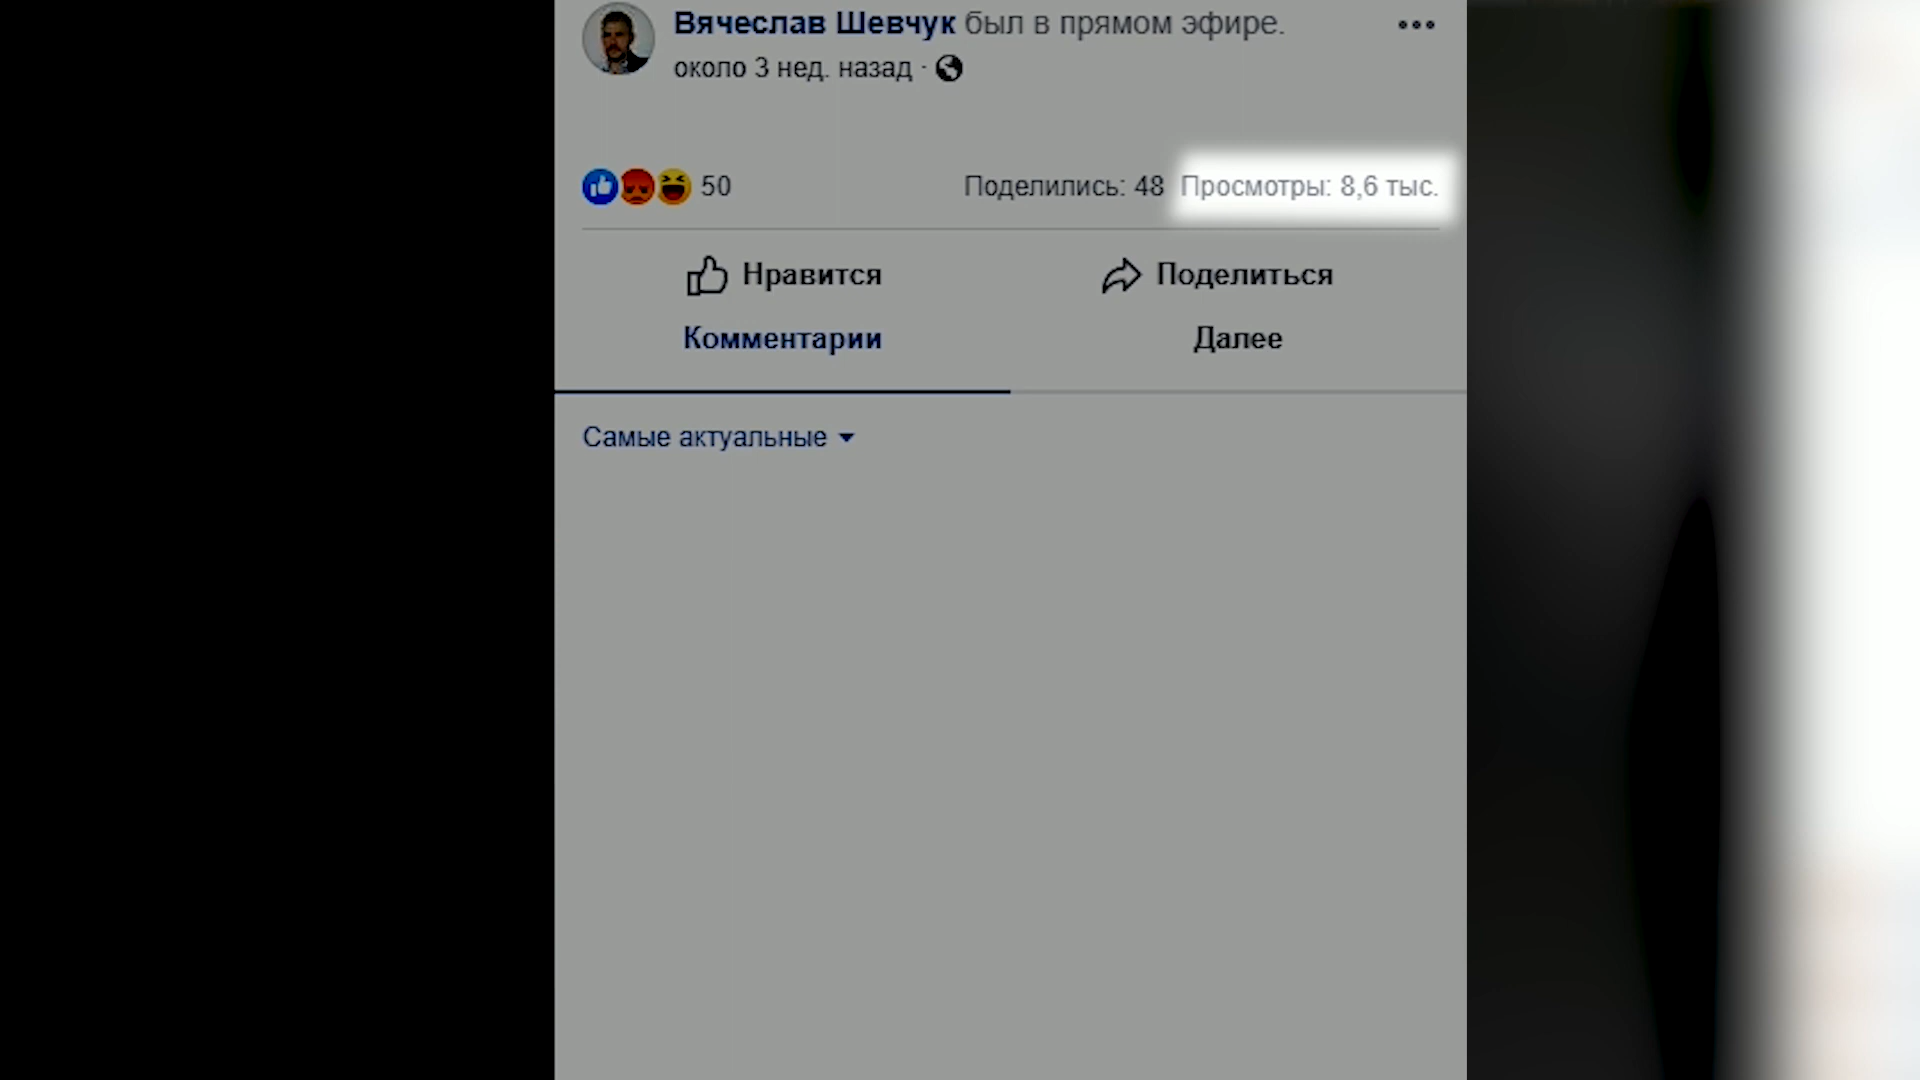 Вячеслав Шевчук был в прямом эфире.
около 3 нед. назад ·
50 Поделились: 48 Просмотры: 8,6 тыс.
Нравится Поделиться
Комментарии Далее
Самые актуальные